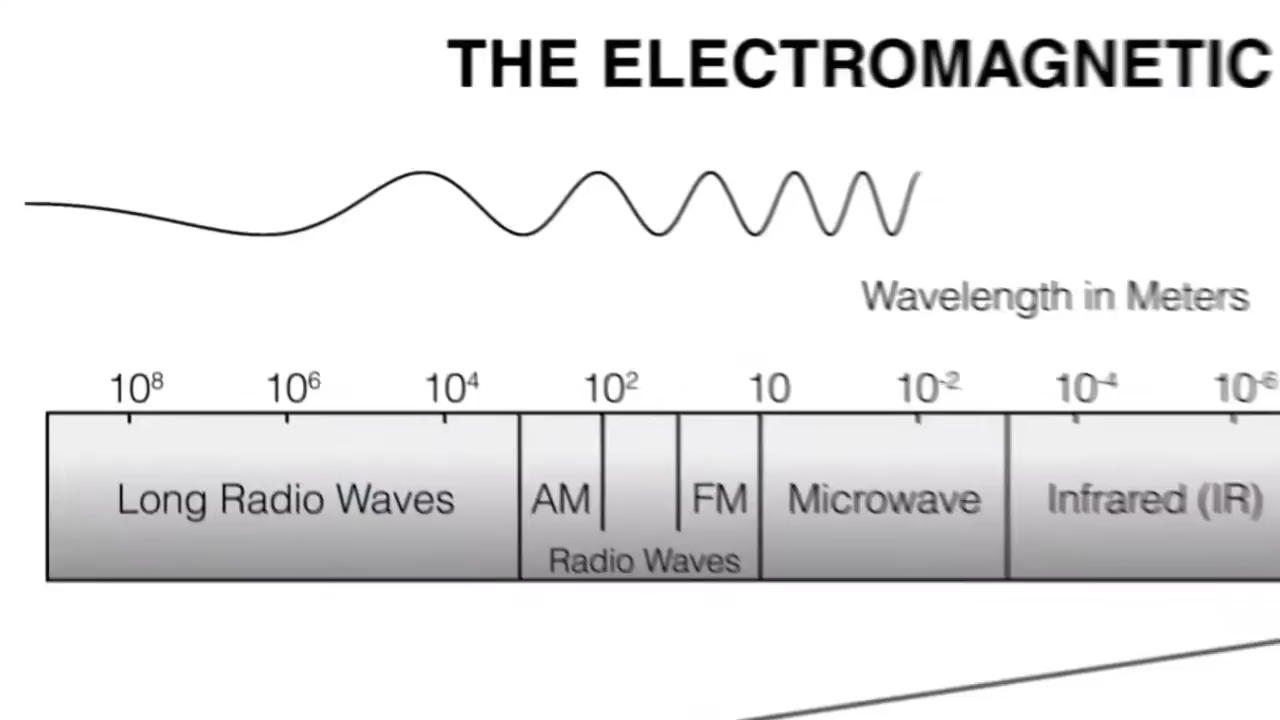 THE ELECTROMAGNETIC
Wavelength in Meters
10⁸ 10⁶ 10⁴ 10² 10 10⁻² 10⁻⁴ 10⁻⁶
Long Radio Waves AM FM Microwave Infrared (IR)
Radio Waves